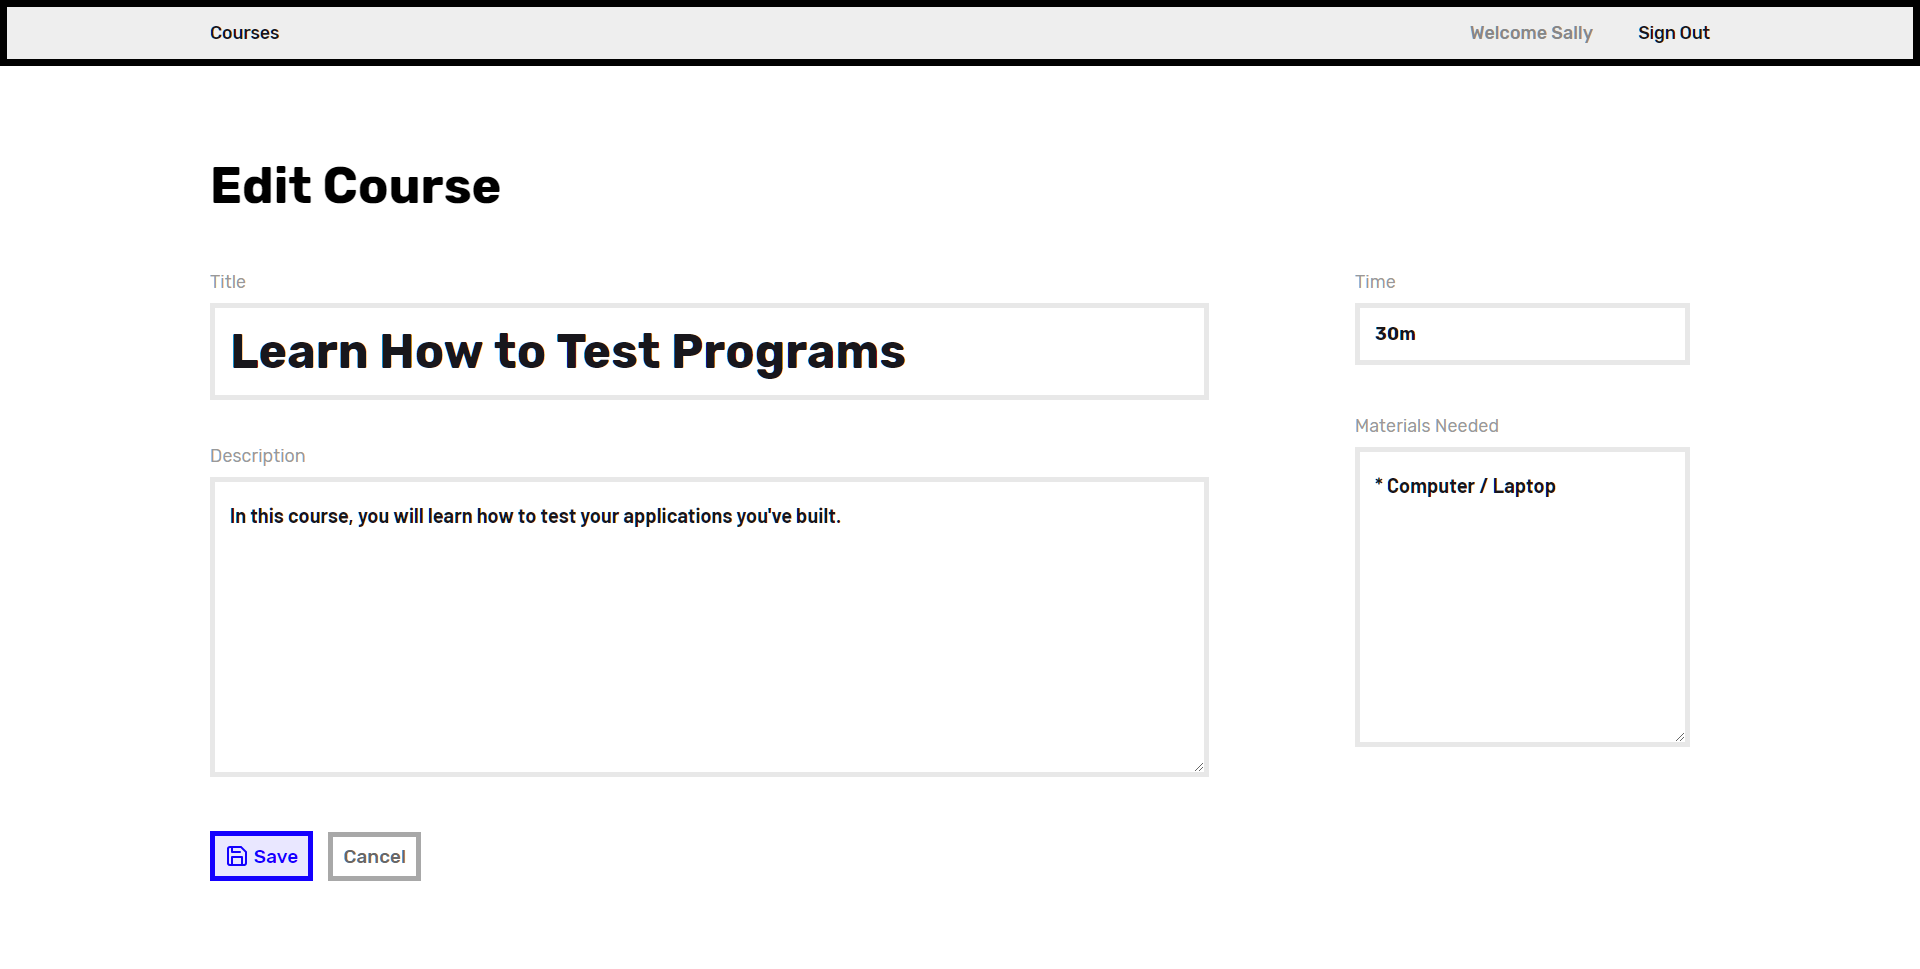 Courses
Welcome Sally
Sign Out
Edit Course
Title
Learn How to Test Programs
Description
In this course, you will learn how to test your applications you've built.
Time
30m
Materials Needed
* Computer / Laptop
Save
Cancel